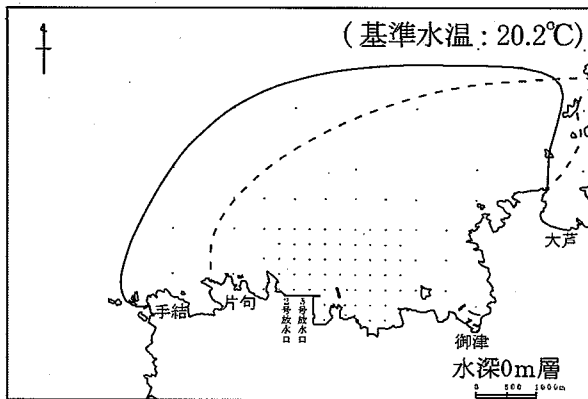 (基準水温：20.2℃)
大芦
手結
片句
2号放水口
3号放水口
御津
水深0m層
0 500 1000m